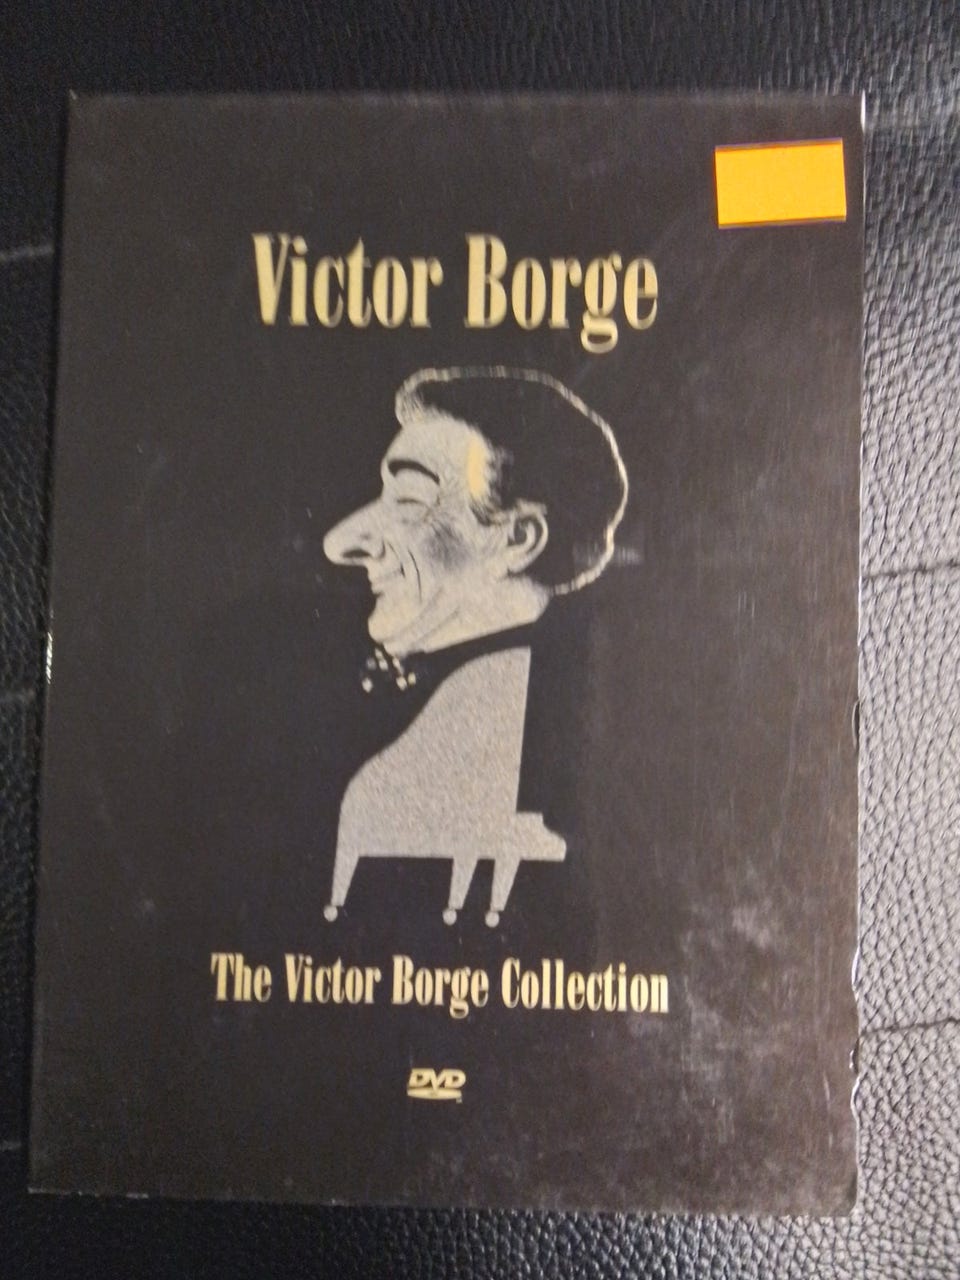 Victor Borge
The Victor Borge Collection
DVD